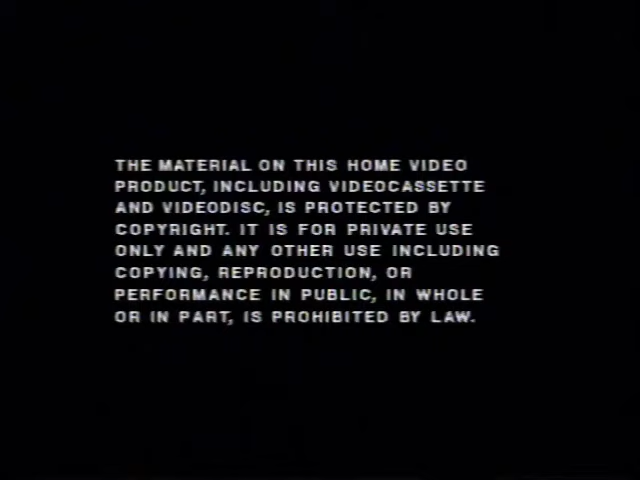 THE MATERIAL ON THIS HOME VIDEO
PRODUCT, INCLUDING VIDEOCASSETTE
AND VIDEODISC, IS PROTECTED BY
COPYRIGHT. IT IS FOR PRIVATE USE
ONLY AND ANY OTHER USE INCLUDING
COPYING, REPRODUCTION, OR
PERFORMANCE IN PUBLIC, IN WHOLE
OR IN PART, IS PROHIBITED BY LAW.